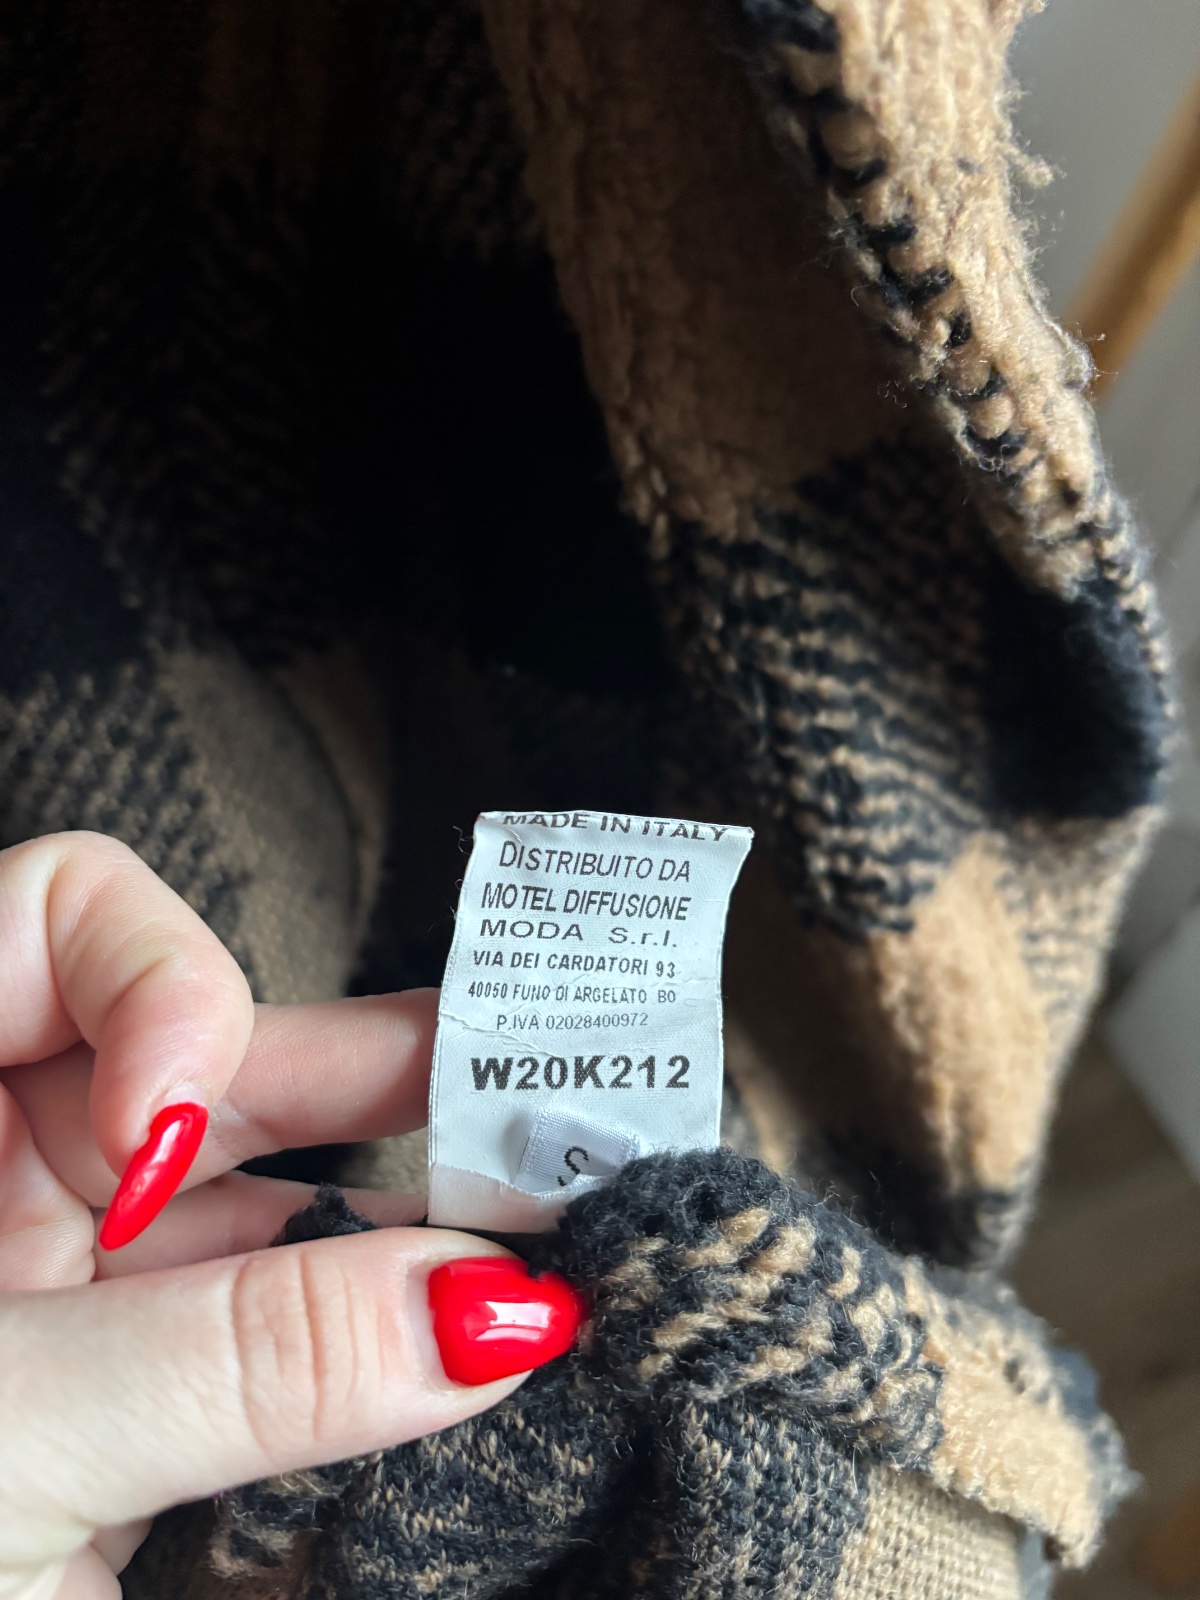 MADE IN ITALY
DISTRIBUITO DA
MOTEL DIFFUSIONE
MODA S.r.l.
VIA DEI CARDATORI 93
40050 FUNO DI ARGELATO BO
P.IVA 02028400972
W20K212
S